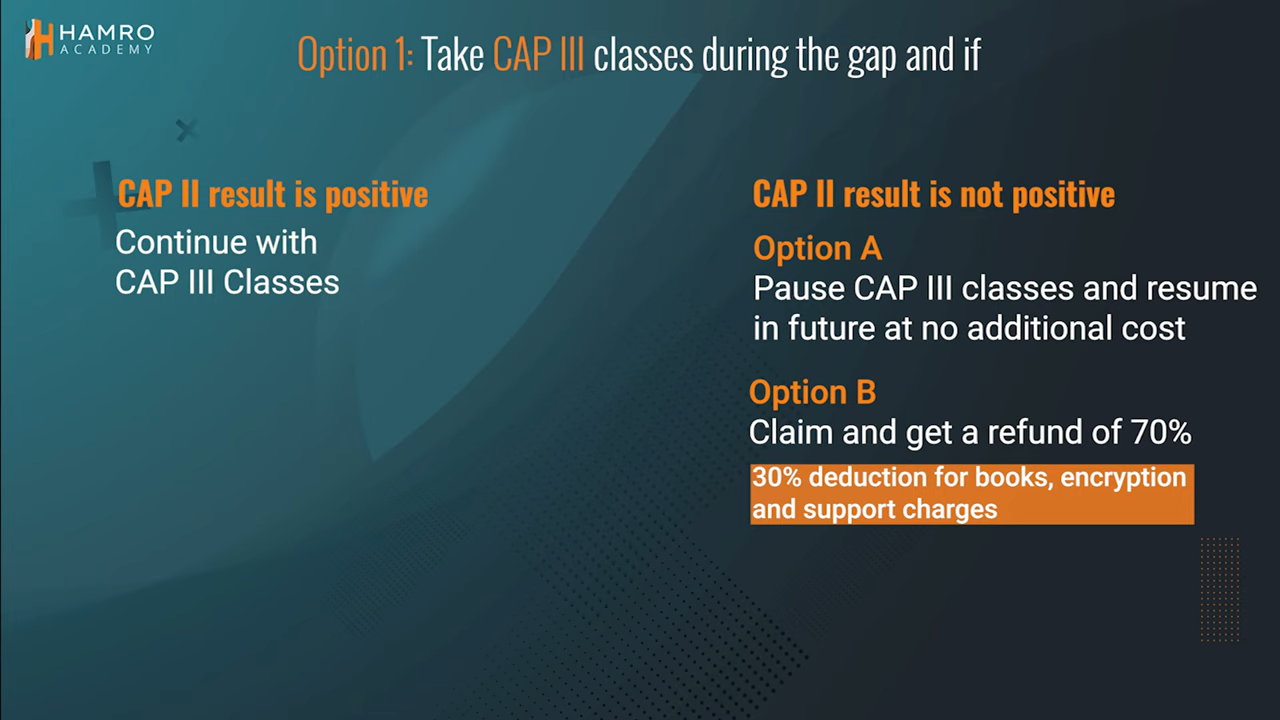 HAMRO
ACADEMY
Option 1: Take CAP III classes during the gap and if
CAP II result is positive
Continue with
CAP III Classes
CAP II result is not positive
Option A
Pause CAP III classes and resume
in future at no additional cost
Option B
Claim and get a refund of 70%
30% deduction for books, encryption
and support charges